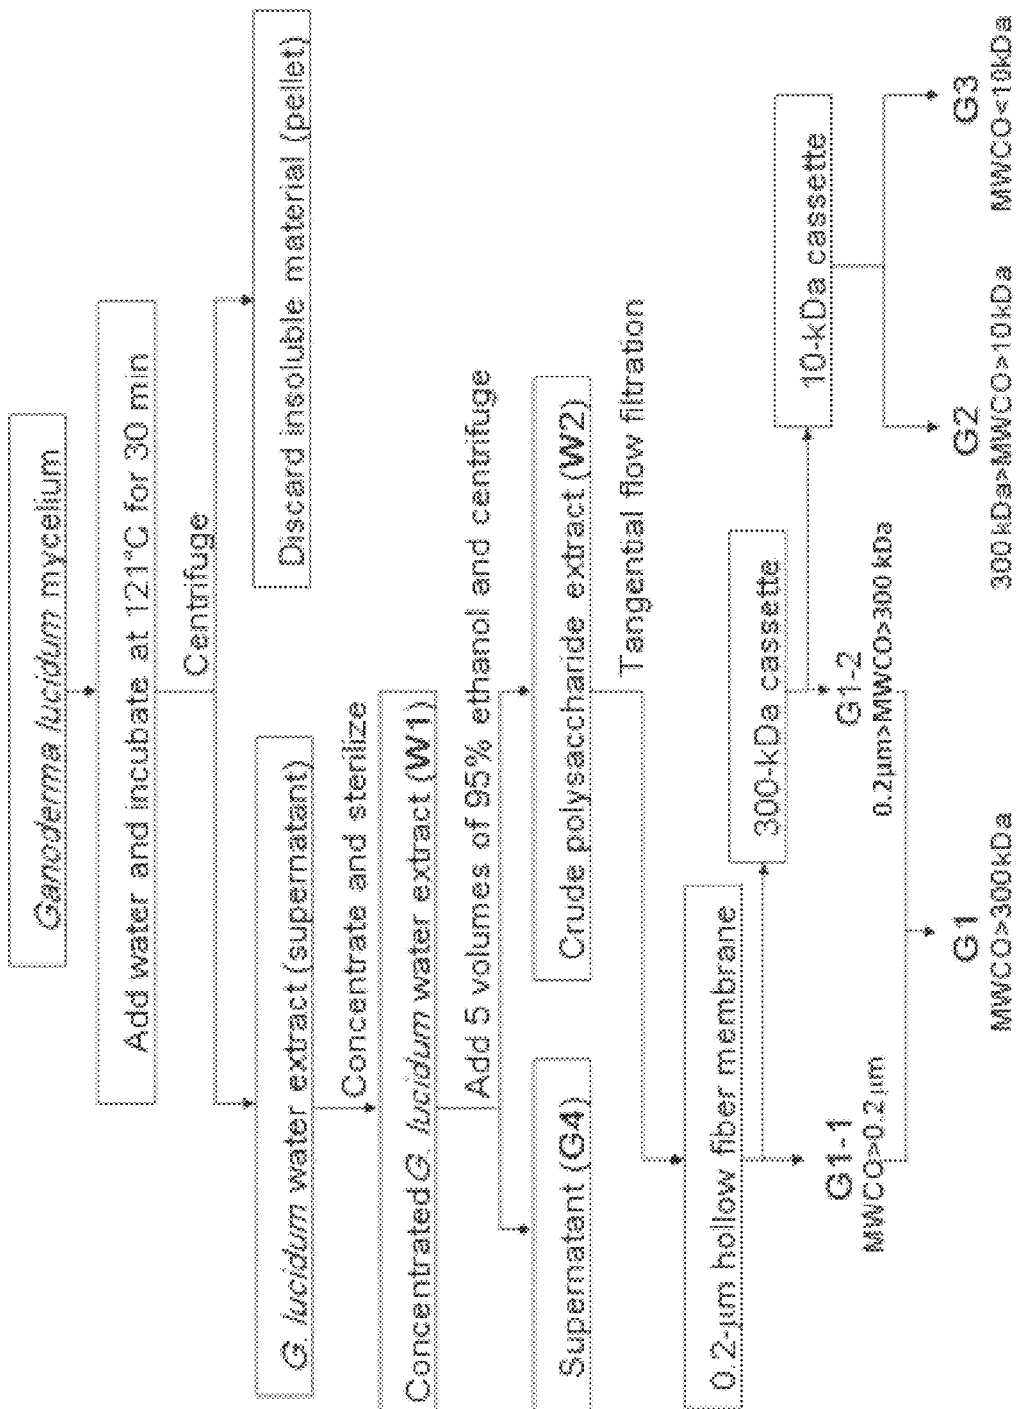 Ganoderma lucidum mycelium
Add water and incubate at 121°C for 30 min
Centrifuge
G. lucidum water extract (supernatant)
Discard insoluble material (pellet)
Concentrate and sterilize
Concentrated G. lucidum water extract (W1)
Add 5 volumes of 95% ethanol and centrifuge
Supernatant (G4)
Crude polysaccharide extract (W2)
Tangential flow filtration
0.2-μm hollow fiber membrane
300-kDa cassette
10-kDa cassette
G1-1
MWCO>0.2 μm
G1-2
0.2μm>MWCO>300 kDa
G1
MWCO>300kDa
G2
300 kDa>MWCO>10kDa
G3
MWCO<10kDa